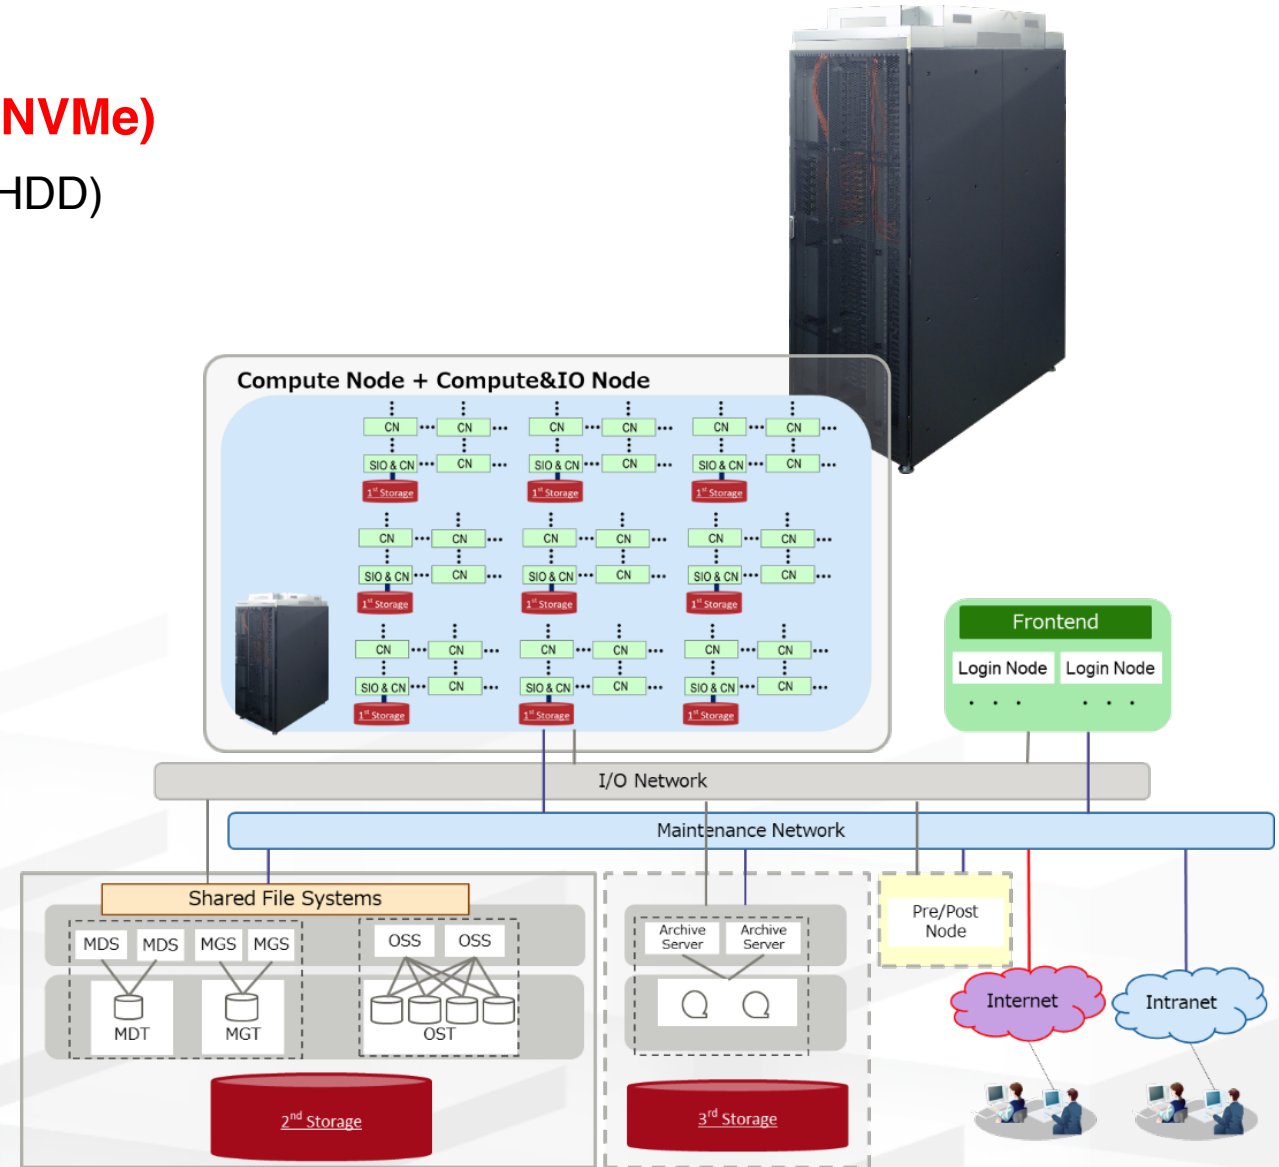 NVMe)
HDD)
Compute Node + Compute&IO Node
CN CN CN CN CN CN
SIO & CN CN SIO & CN CN SIO & CN CN
1st Storage 1st Storage 1st Storage
CN CN CN CN CN CN
SIO & CN CN SIO & CN CN SIO & CN CN
1st Storage 1st Storage 1st Storage
CN CN CN CN CN CN
SIO & CN CN SIO & CN CN SIO & CN CN
1st Storage 1st Storage 1st Storage
Frontend
Login Node Login Node
. . . . . .
I/O Network
Maintenance Network
Shared File Systems
MDS MDS MGS MGS OSS OSS
MDT MGT OST
2nd Storage
Archive Server
Archive Server
3rd Storage
Pre/Post
Node
Internet
Intranet